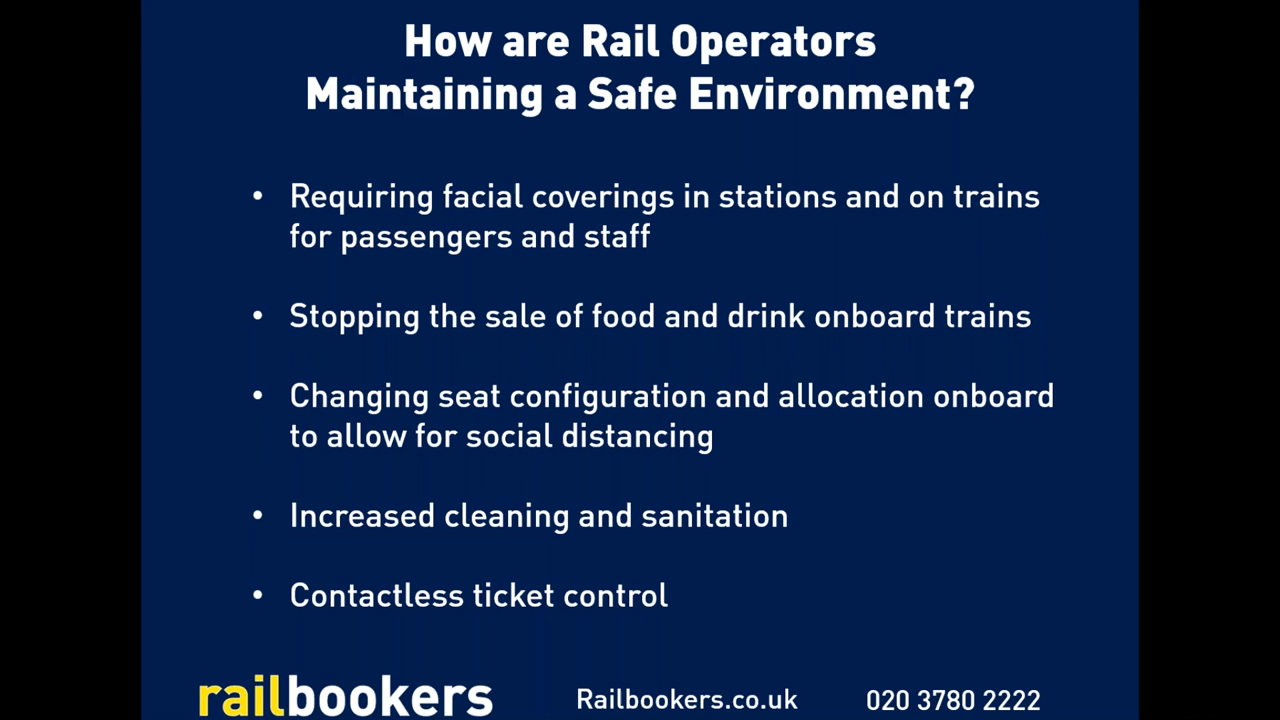 How are Rail Operators
Maintaining a Safe Environment?
• Requiring facial coverings in stations and on trains
for passengers and staff
• Stopping the sale of food and drink onboard trains
• Changing seat configuration and allocation onboard
to allow for social distancing
• Increased cleaning and sanitation
• Contactless ticket control
railbookers Railbookers.co.uk 020 3780 2222